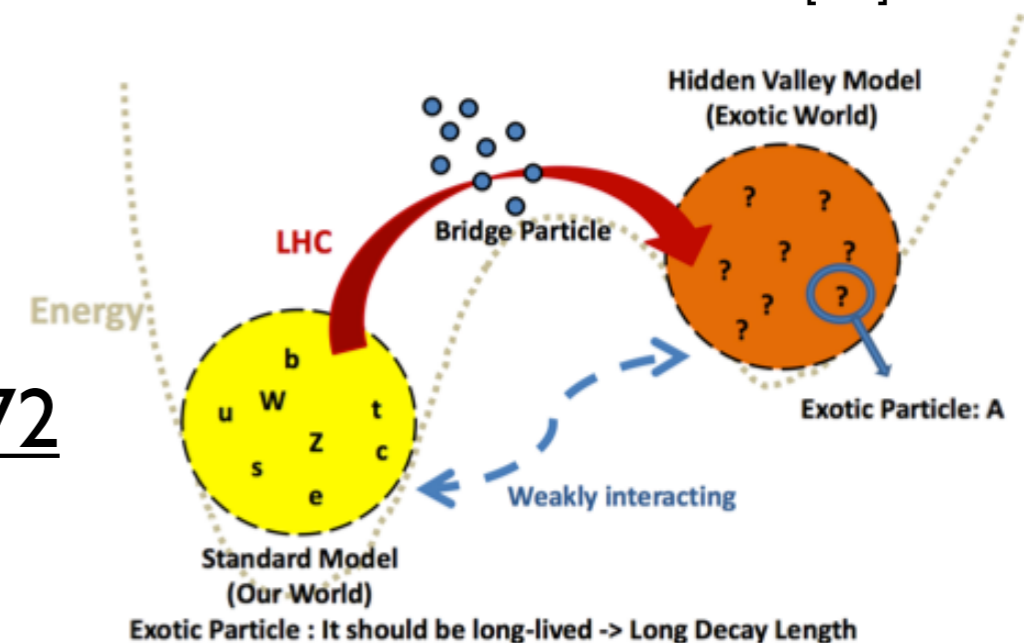 Hidden Valley Model
(Exotic World)
?
?
?
?
?
?
?
?
LHC
Bridge Particle
Energy
b
u
W
t
Z
c
s
e
72
Exotic Particle: A
Weakly interacting
Standard Model
(Our World)
Exotic Particle : It should be long-lived -> Long Decay Length